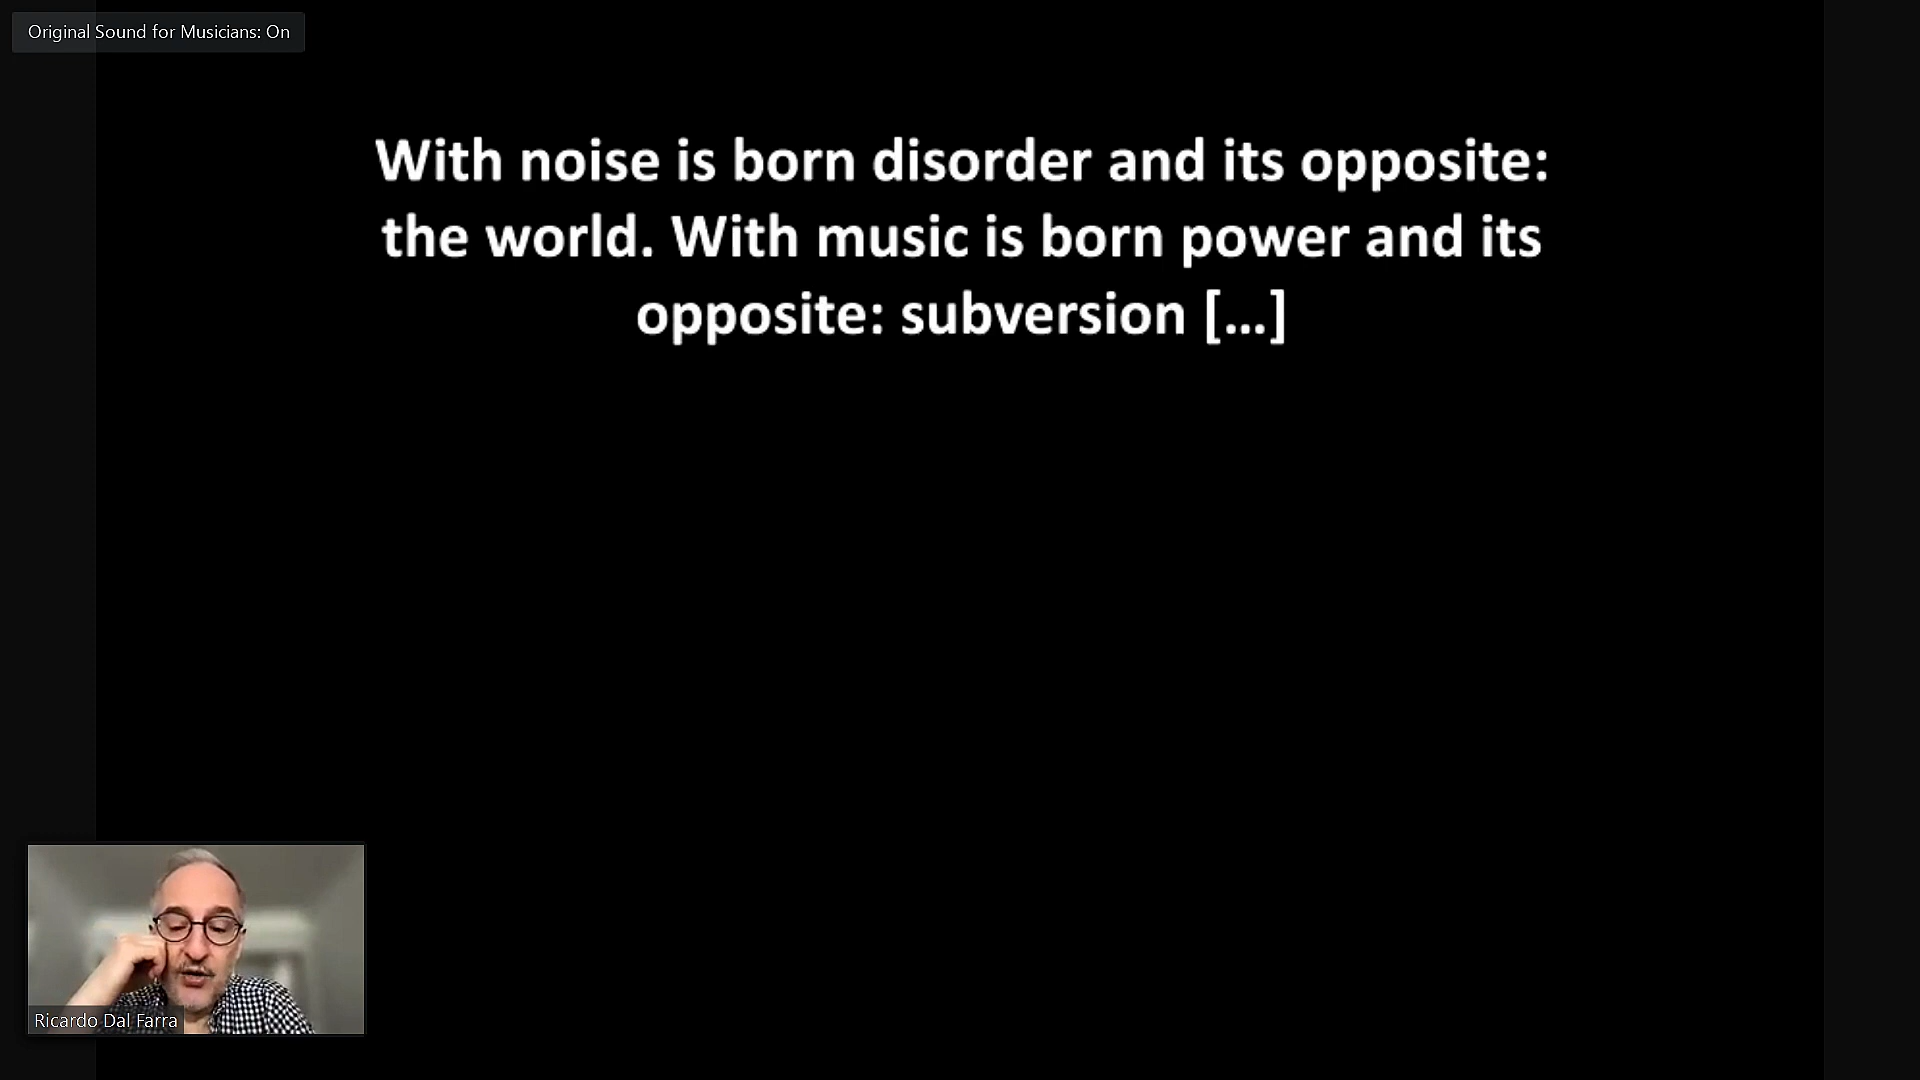 Original Sound for Musicians: On
With noise is born disorder and its opposite:
the world. With music is born power and its
opposite: subversion [...]
Ricardo Dal Farra